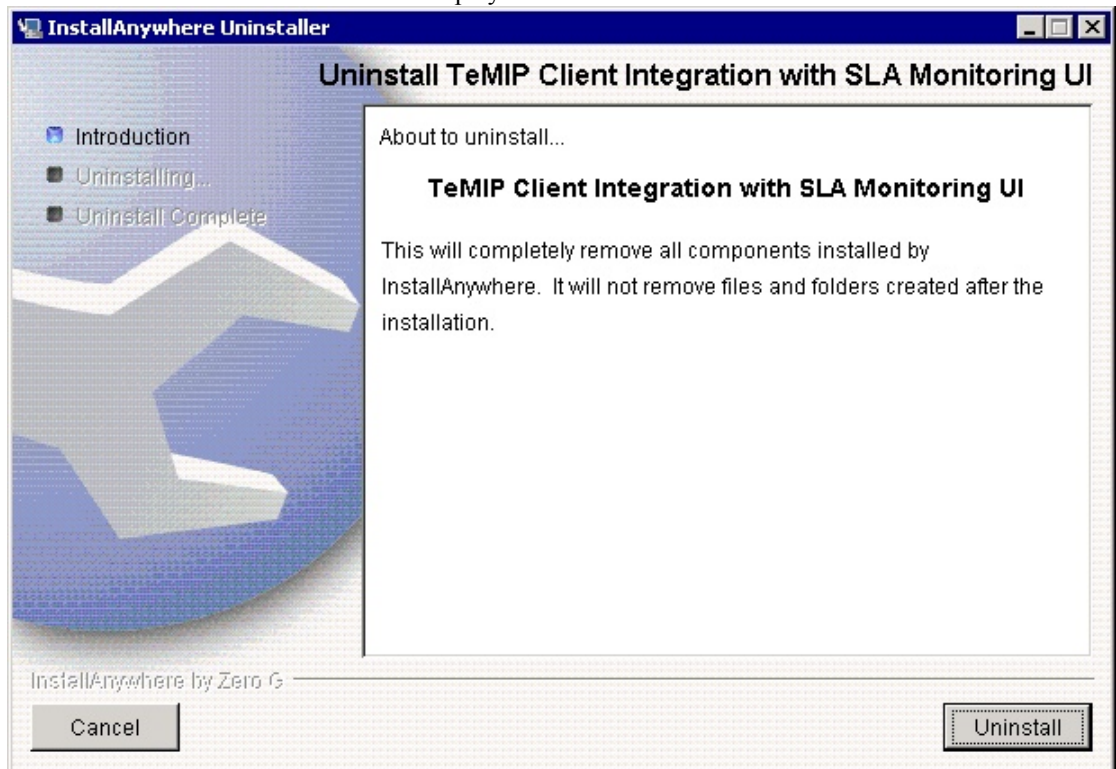 InstallAnywhere Uninstaller
Uninstall TeMIP Client Integration with SLA Monitoring UI
Introduction
Uninstalling...
Uninstall Complete
About to uninstall...
TeMIP Client Integration with SLA Monitoring UI
This will completely remove all components installed by
InstallAnywhere. It will not remove files and folders created after the
installation.
InstallAnywhere by Zero G
Cancel
Uninstall